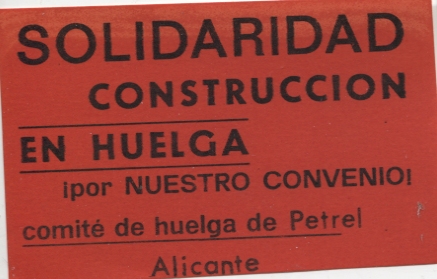 SOLIDARIDAD
CONSTRUCCION
EN HUELGA
¡por NUESTRO CONVENIO!
comité de huelga de Petrel
Alicante